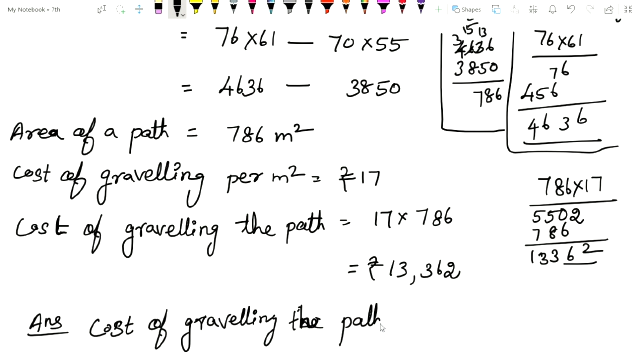 My Notebook • 7th
Shapes
= 76×61 — 70×55
= 4636 — 3850
Area of a path = 786 m²
Cost of gravelling per m² = ₹17
Cost of gravelling the path = 17×786
= ₹13,362
Ans Cost of gravelling the path
15 13
4636
3850
786
76×61
76
456
4636
786×17
5502
786
13362